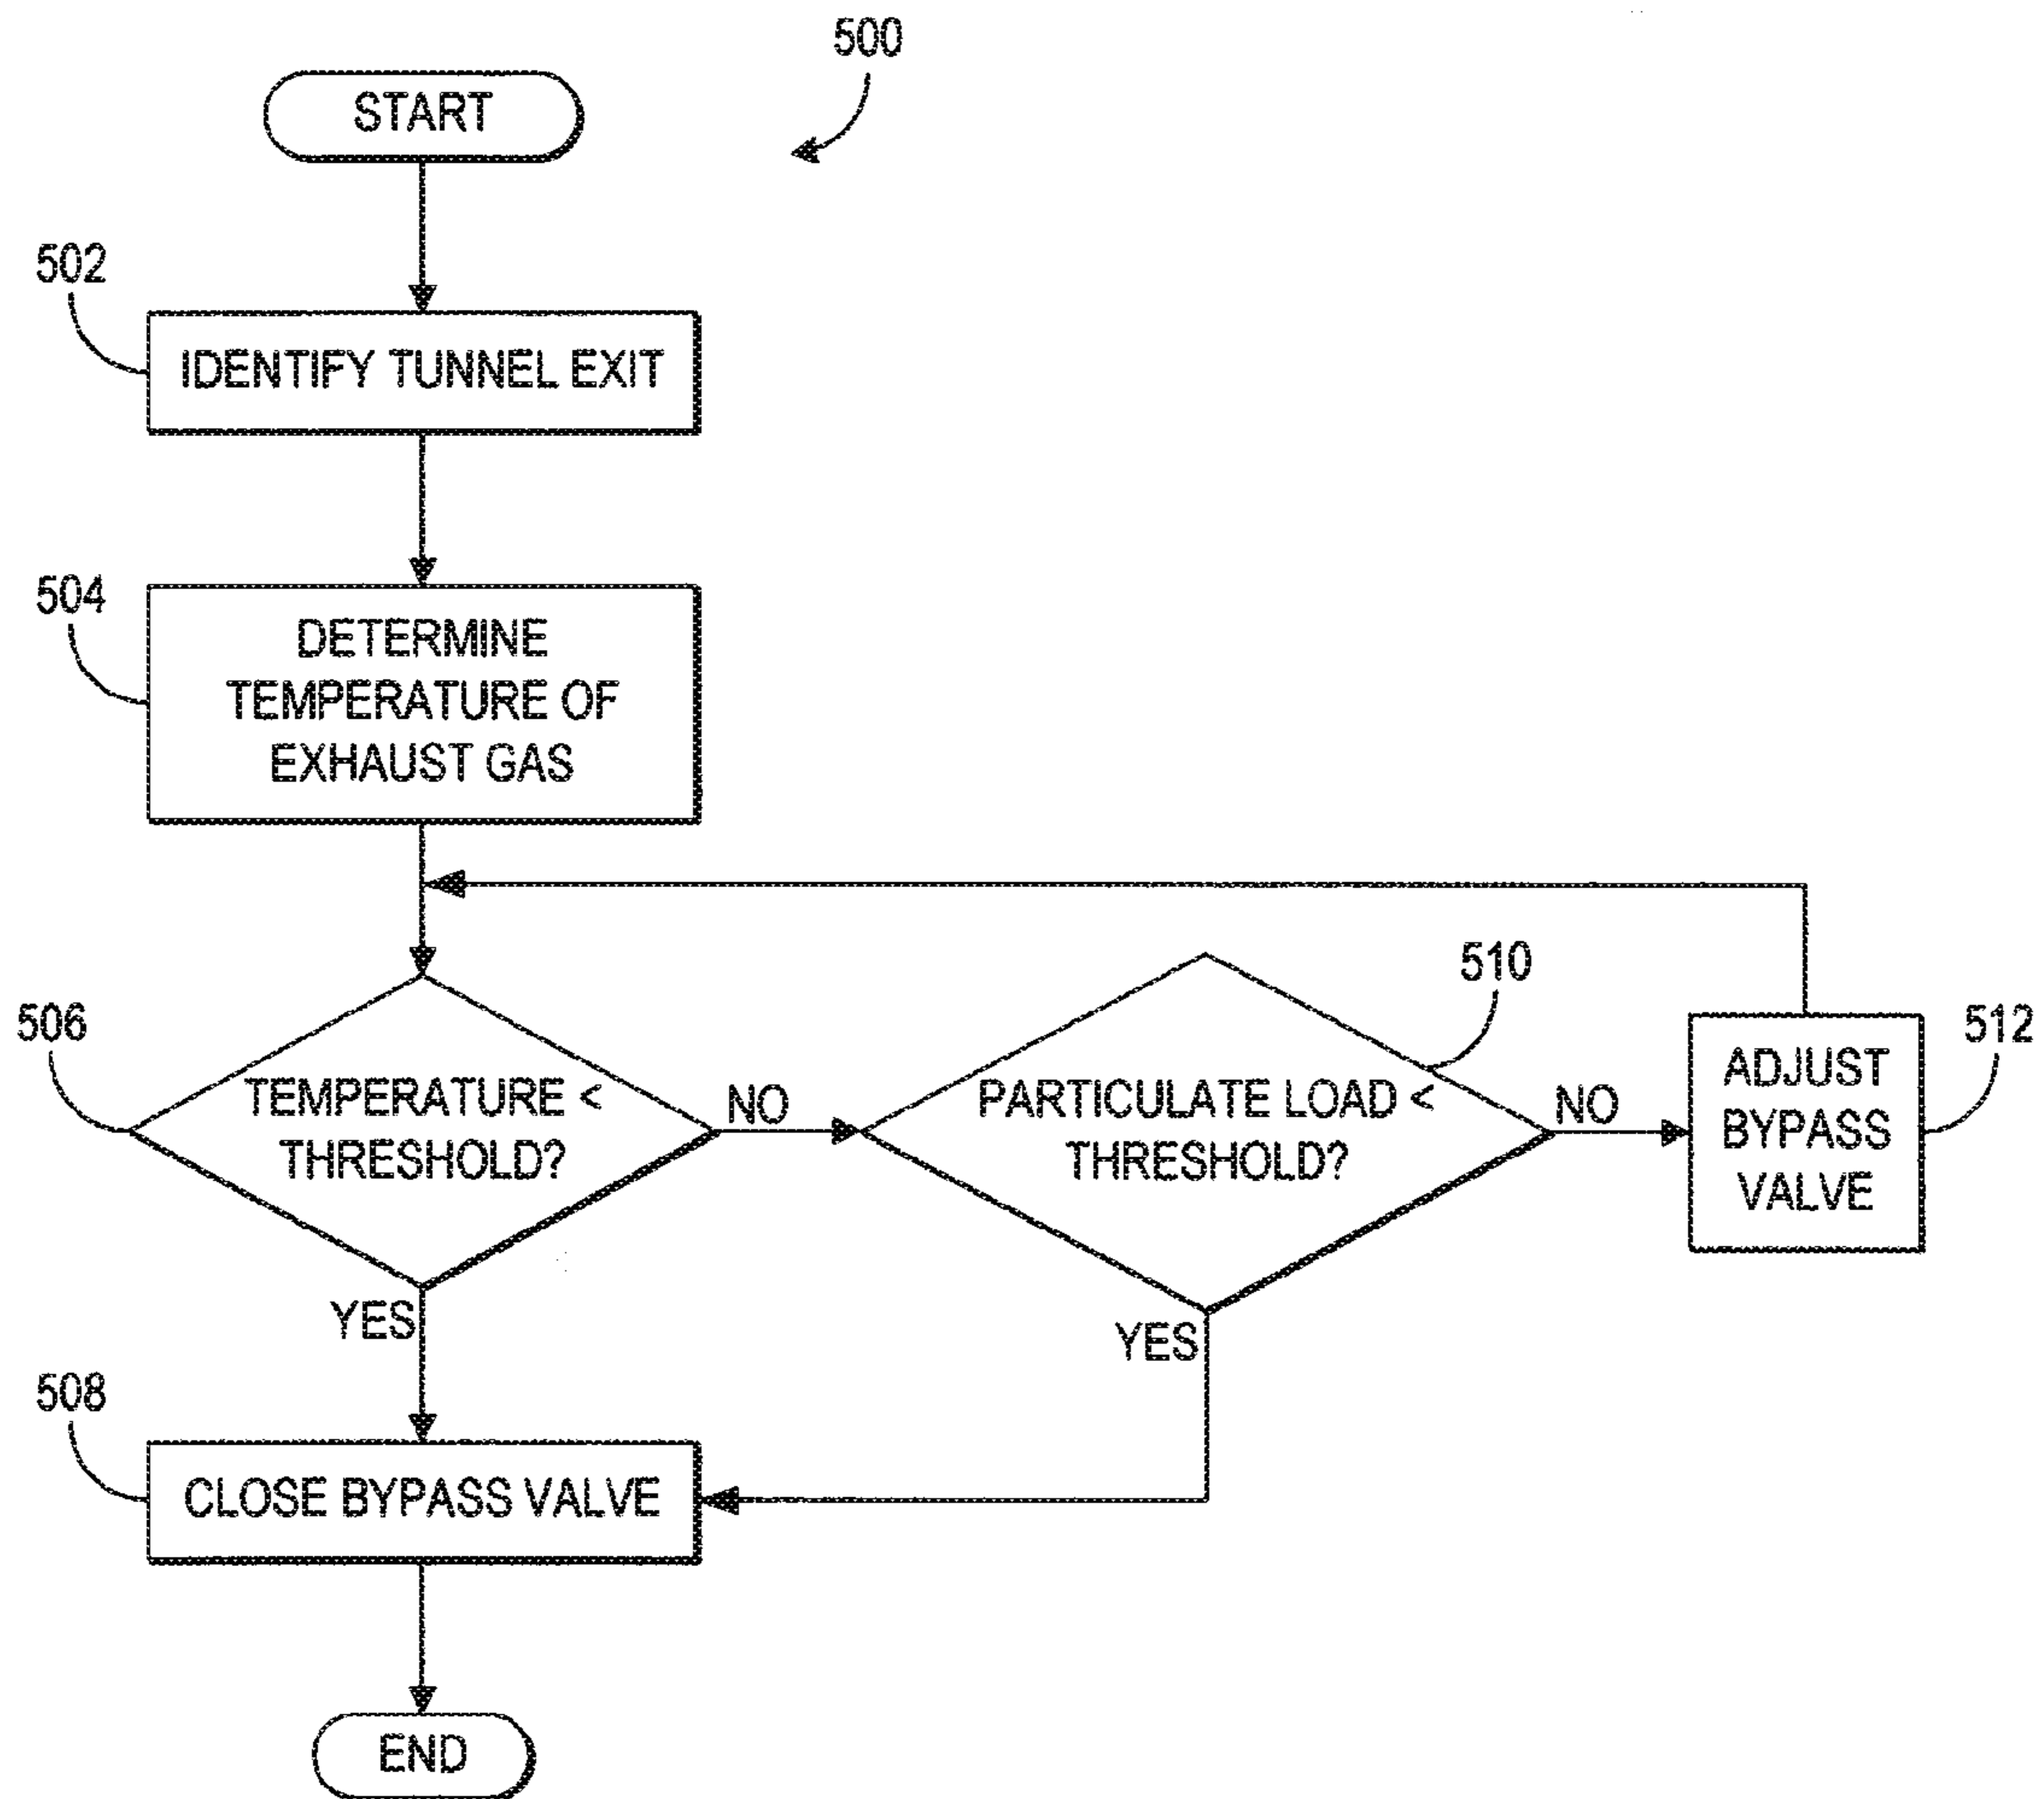 500
START
502
IDENTIFY TUNNEL EXIT
504
DETERMINE
TEMPERATURE OF
EXHAUST GAS
506
TEMPERATURE <
THRESHOLD?
NO
510
PARTICULATE LOAD <
THRESHOLD?
NO
512
ADJUST
BYPASS
VALVE
YES
YES
508
CLOSE BYPASS VALVE
END